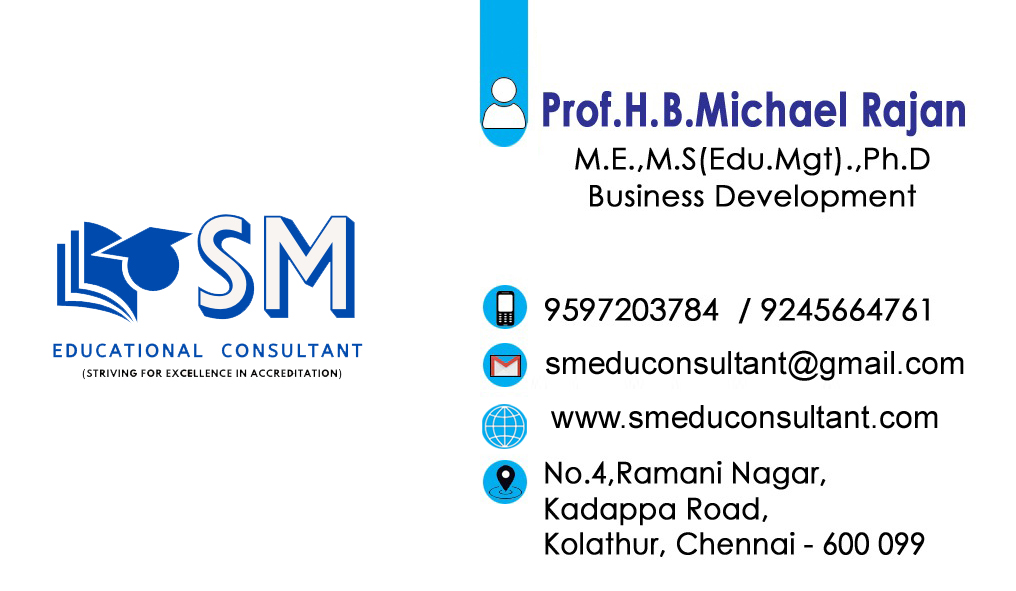 SM
EDUCATIONAL CONSULTANT
(STRIVING FOR EXCELLENCE IN ACCREDITATION)
Prof.H.B.Michael Rajan
M.E.,M.S(Edu.Mgt).,Ph.D
Business Development
9597203784 / 9245664761
smeduconsultant@gmail.com
www.smeduconsultant.com
No.4,Ramani Nagar,
Kadappa Road,
Kolathur, Chennai - 600 099